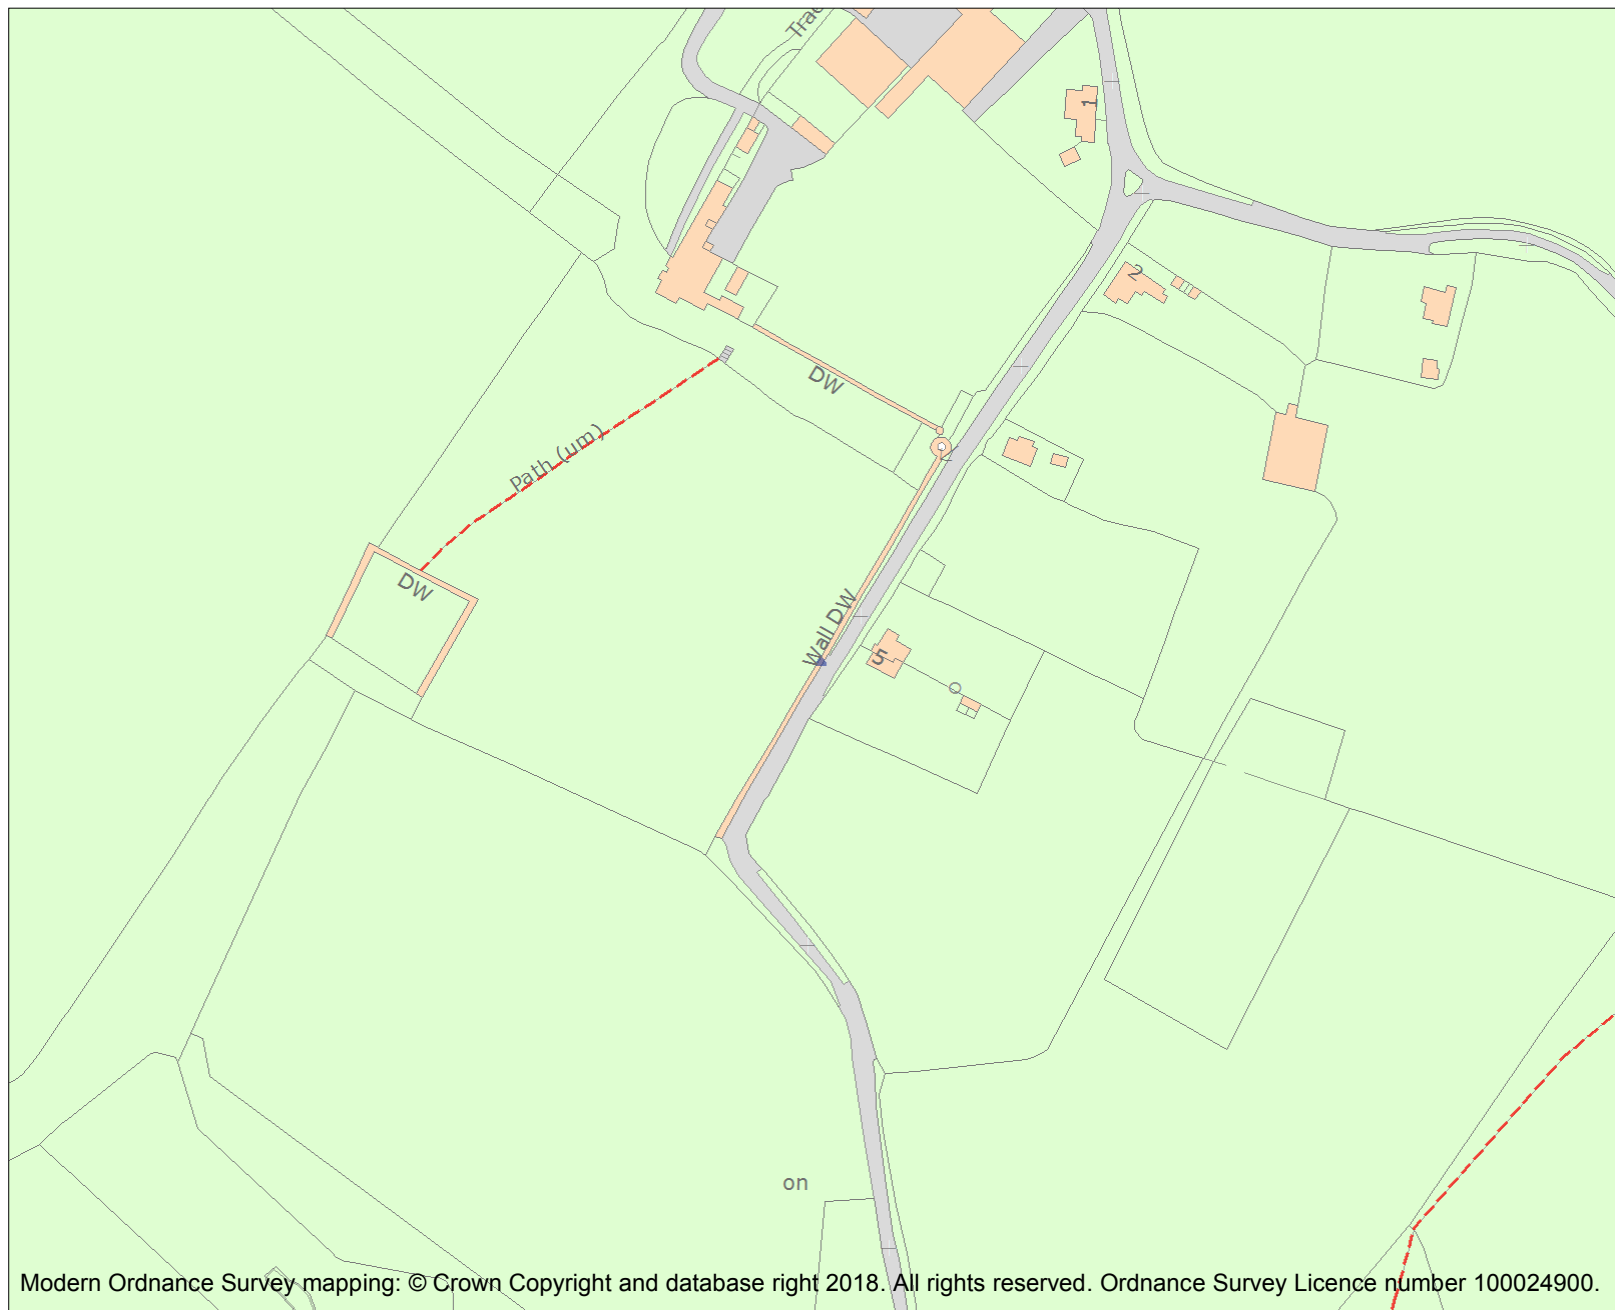 Trac
1
2
DW
Path (um)
DW
Wall DW
5
on
Modern Ordnance Survey mapping: © Crown Copyright and database right 2018. All rights reserved. Ordnance Survey Licence number 100024900.